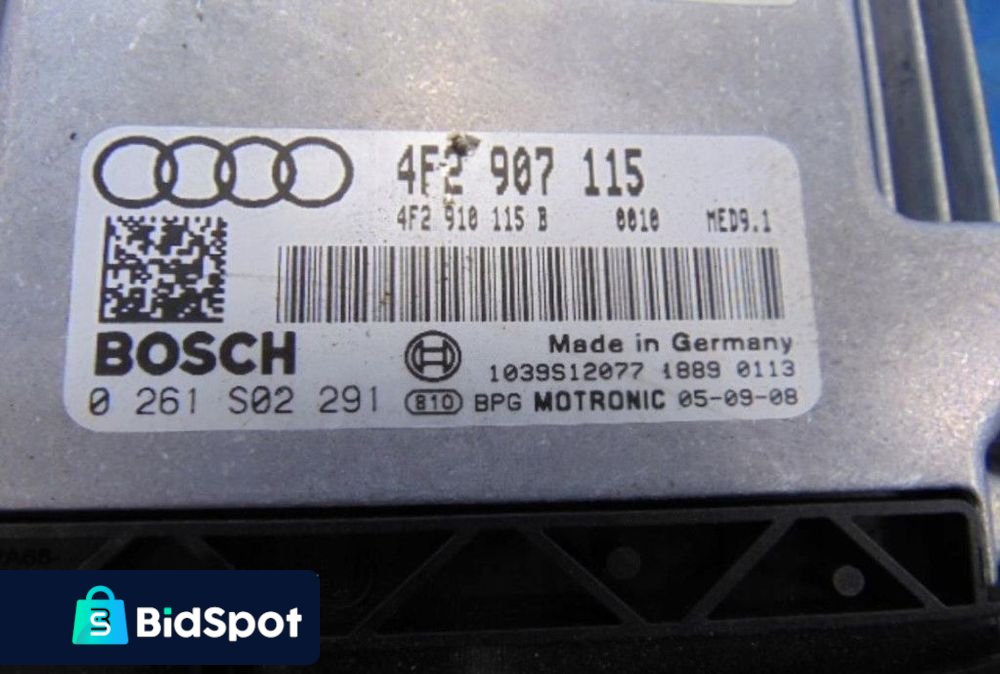 4F2 907 115
4F2 910 115 B 0010 MED9.1
BOSCH
Made in Germany
1039S12077 1889 0113
0 261 S02 291 810 BPG MOTRONIC 05-09-08
BidSpot